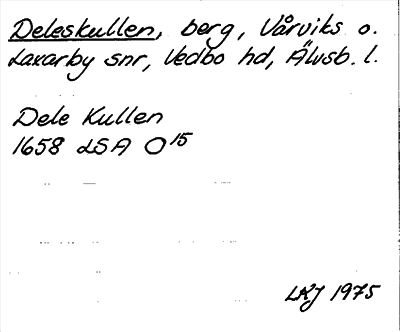 Deleskullen, berg, Vårviks o.
Laxarby snr, Vedbo hd, Älvsb. l.
Dele Kullen
1658 LSA O15
LKJ 1975